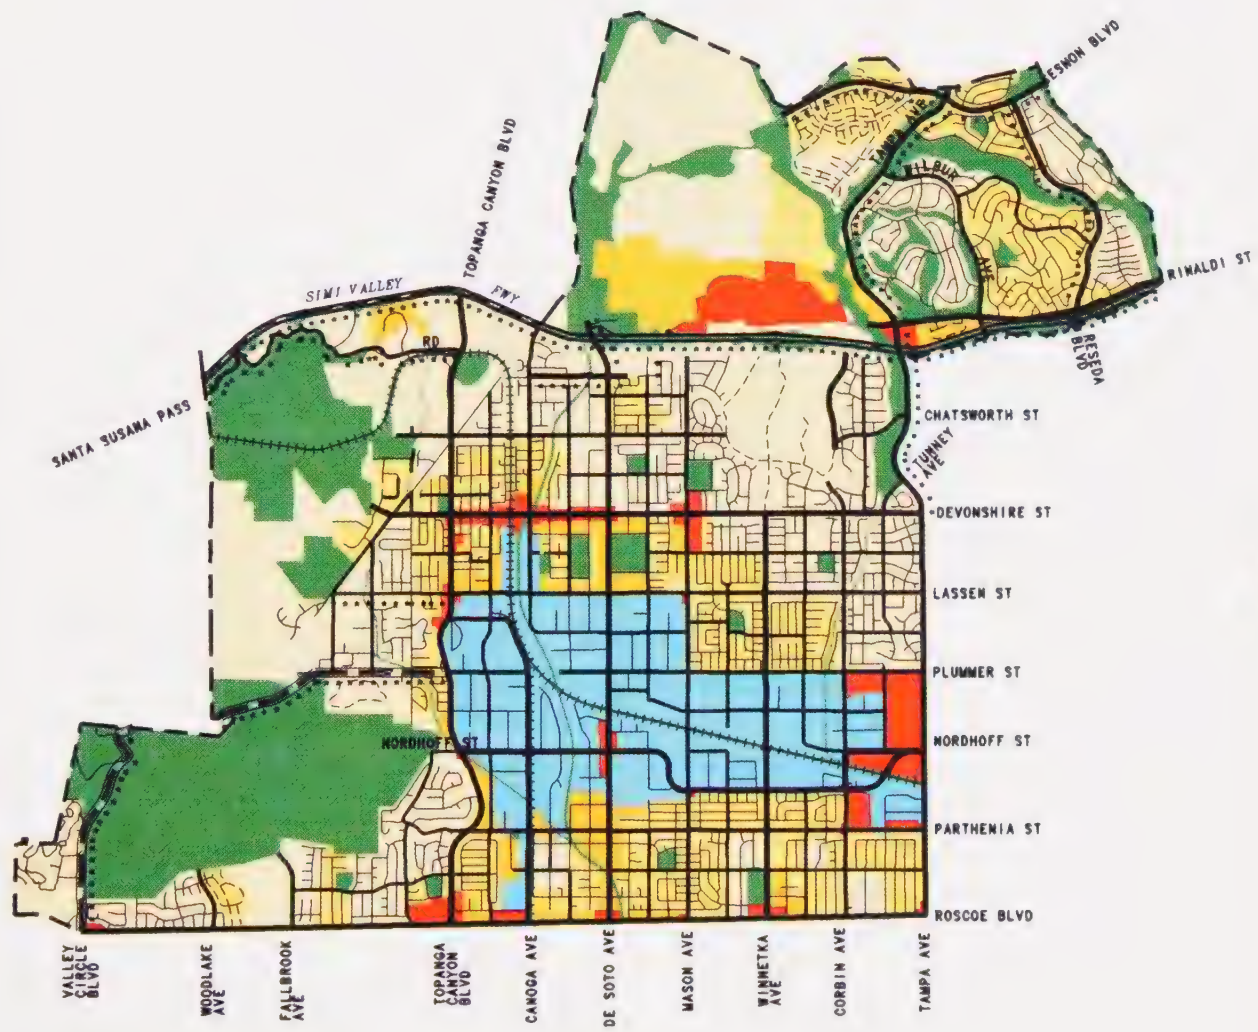 ESMON BLVD
TAMPA AVE
WILBUR
AVE
TOPANGA CANYON BLVD
RINALDI ST
SIMI VALLEY
FWY
RD
RESEDA
BLVD
SANTA SUSAMA PASS
CHATSWORTH ST
TUNNEY
AVE
DEVONSHIRE ST
LASSEN ST
PLUMMER ST
NORDHOFF ST
NORDHOFF ST
PARTHENIA ST
ROSCOE BLVD
VALLEY
CIRCLE
BLVD
WOODLAKE
AVE
FALLBROOK
AVE
TOPANGA
CANYON
BLVD
CANOGA AVE
DE SOTO AVE
MASON AVE
WINNETKA
AVE
CORBIN AVE
TAMPA AVE